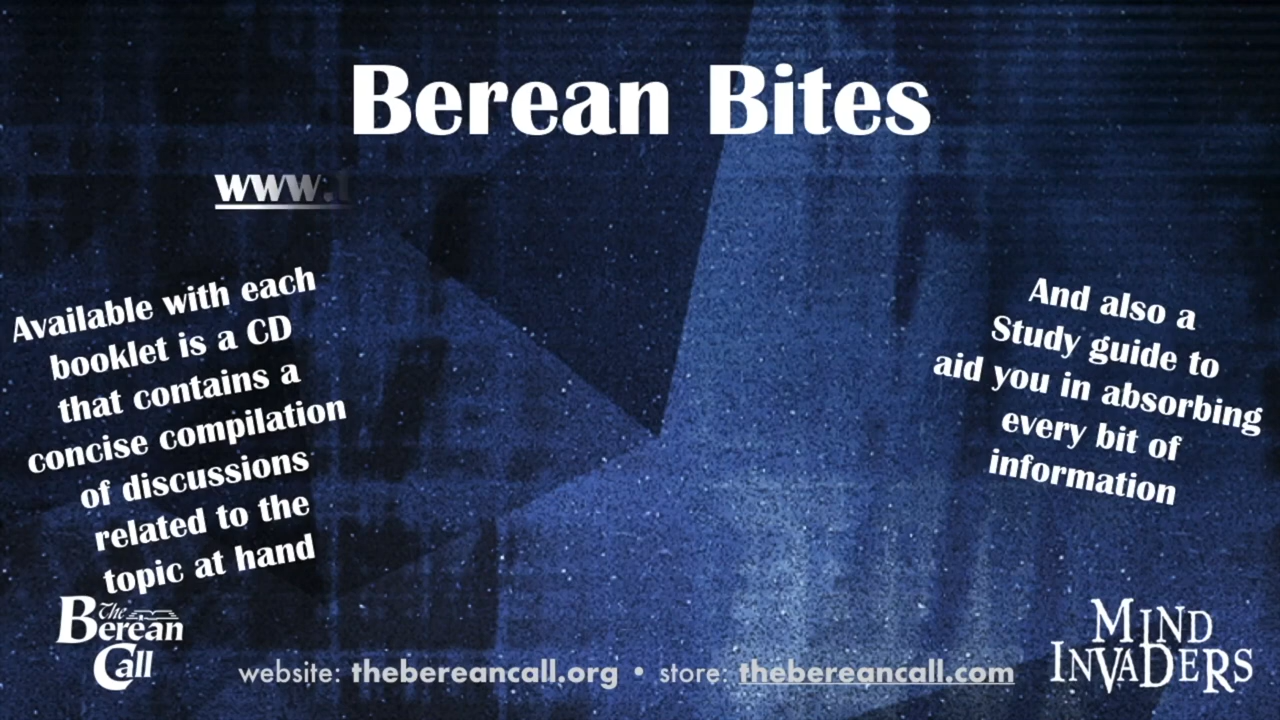 Berean Bites
www.
Available with each
booklet is a CD
that contains a
concise compilation
of discussions
related to the
topic at hand
And also a
Study guide to
aid you in absorbing
every bit of
information
The
Berean
Call
website: thebereancall.org • store: thebereancall.com
MIND
INVADERS